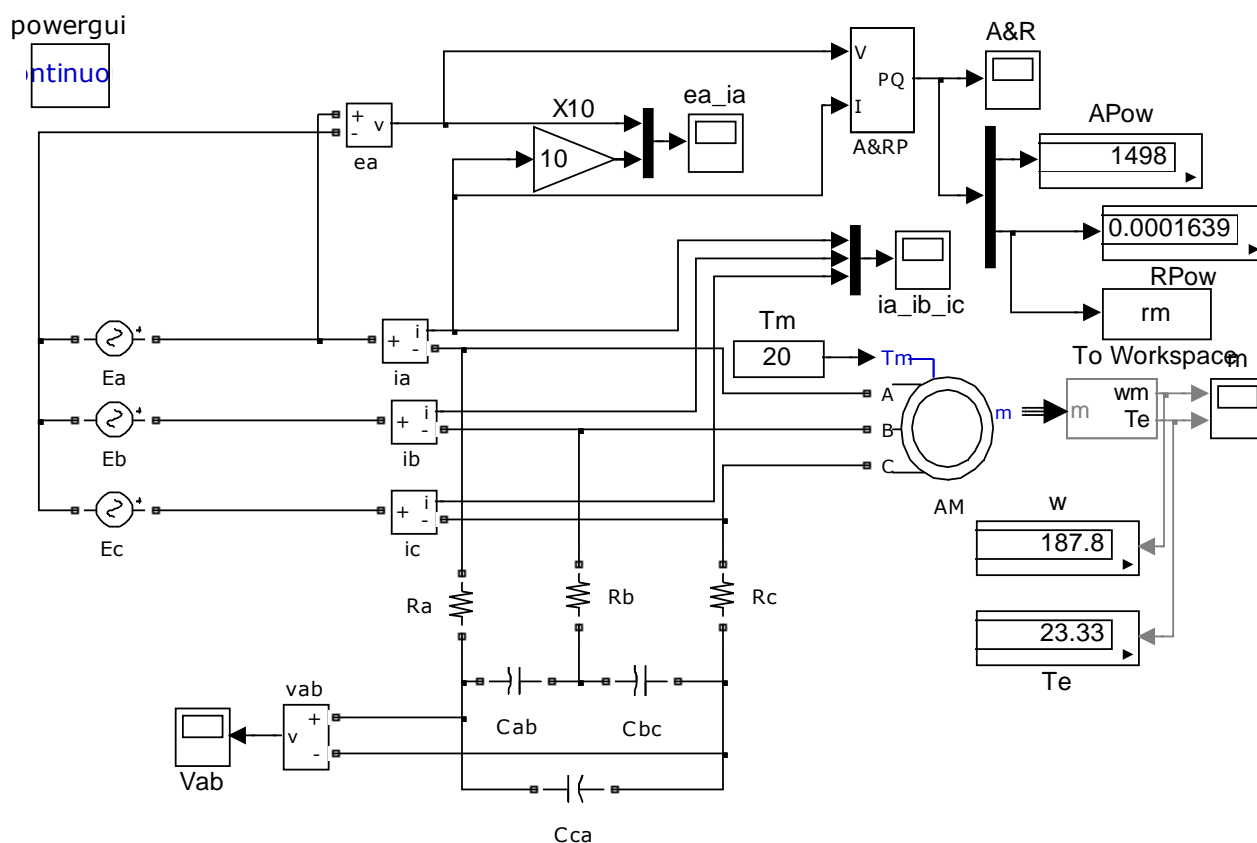 powergui
ntinuo
+
-
v
ea
X10
10
ea_ia
V
I
PQ
A&RP
A&R
APow
1498
0.0001639
RPow
rm
To Workspace
ia_ib_ic
Tm
20
Tm
A
B
C
m
AM
m
wm
Te
m
+
Ea
+
i
-
ia
+
Eb
+
i
-
ib
+
Ec
+
i
-
ic
w
187.8
23.33
Te
Ra
Rb
Rc
Cab
Cbc
vab
+
-
v
Vab
Cca